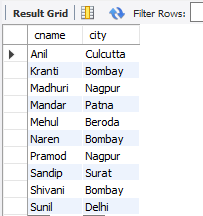 Result Grid Filter Rows:
cname city
Anil Culcutta
Kranti Bombay
Madhuri Nagpur
Mandar Patna
Mehul Beroda
Naren Bombay
Pramod Nagpur
Sandip Surat
Shivani Bombay
Sunil Delhi